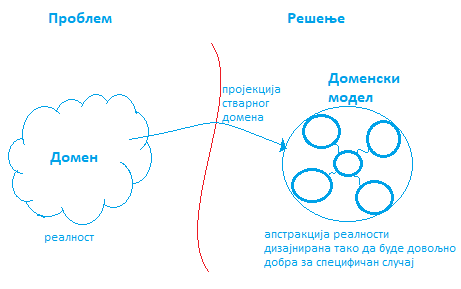 Проблем
Решење
пројекција
стварног
домена
Доменски
модел
Домен
реалност
апстракција реалности
дизајнирана тако да буде довољно
добра за специфичан случај